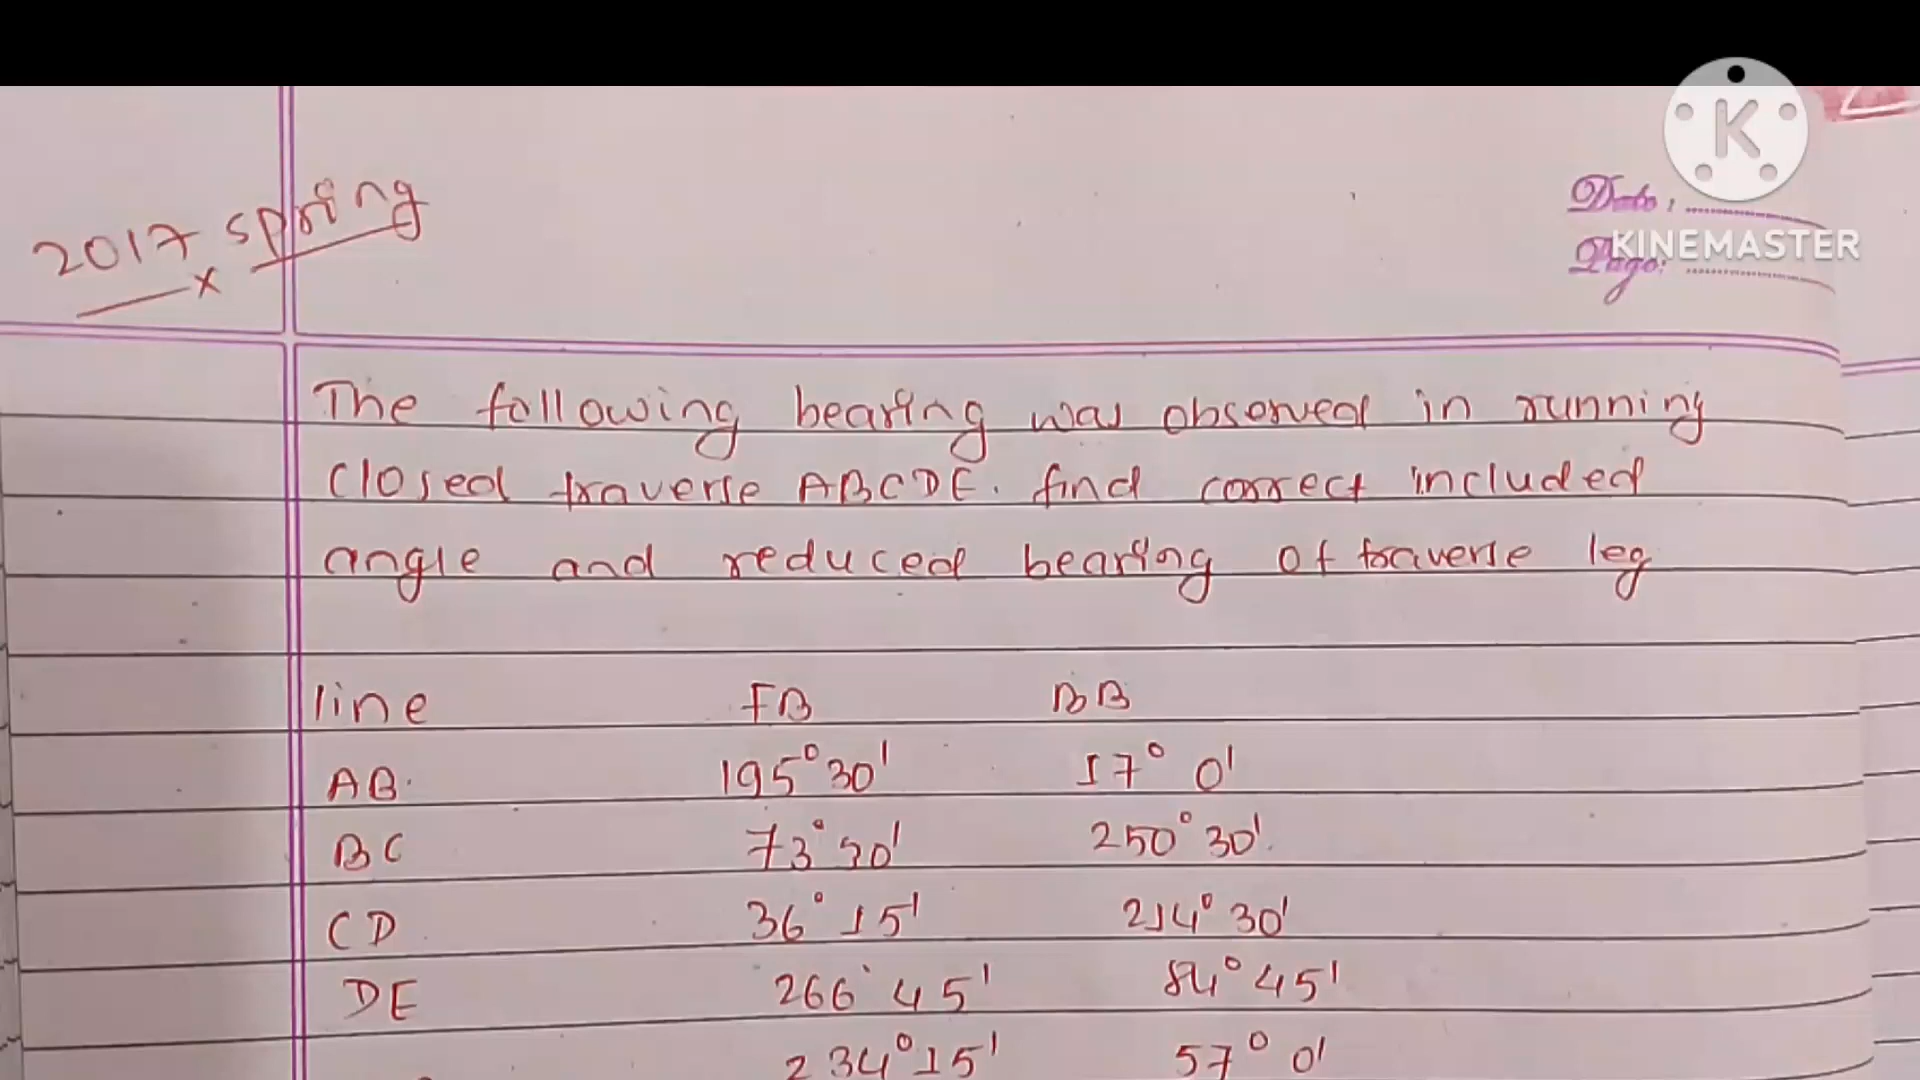 2017 spring
x
K
Date:
KINEMASTER
Page:
The following bearing was observed in running
Closed traverse ABCDE. find correct included
angle and reduced bearing of traverse leg
line FB BB
AB. 195°30' 17° 0'
BC 73°30' 250°30'.
CD 36°15' 214°30'
DE 266°45' 84°45'
234°15' 57° 0'